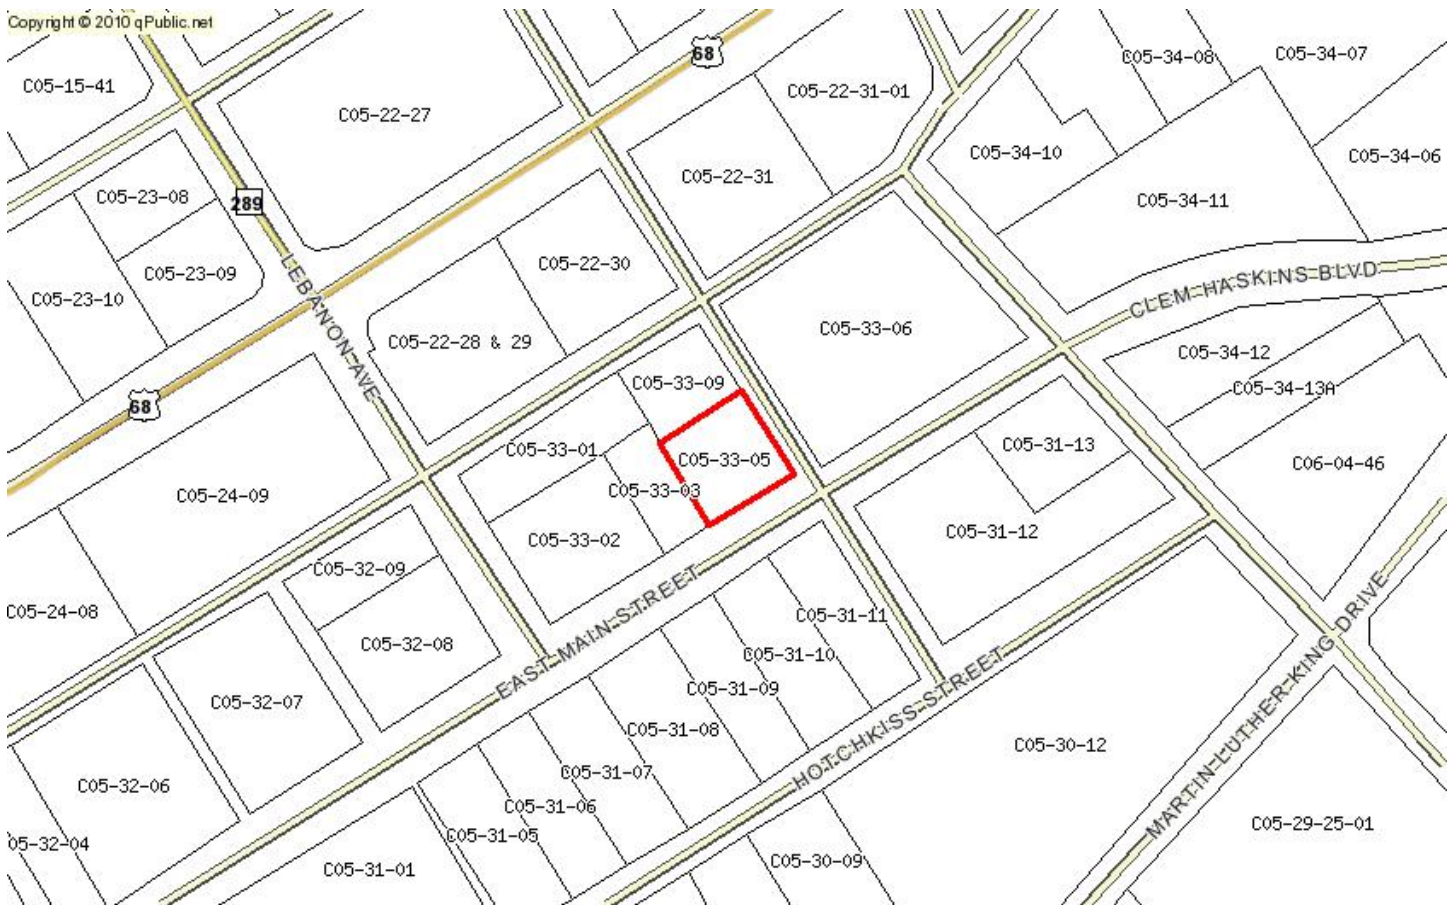 Copyright © 2010 qPublic.net
68
C05-34-08
C05-34-07
C05-15-41
C05-22-31-01
C05-22-27
C05-34-10
C05-34-06
C05-22-31
C05-23-08
289
C05-34-11
C05-23-09
C05-22-30
LEBANON AVE
CLEM HASKINS BLVD
C05-23-10
C05-33-06
C05-22-28 & 29
C05-34-12
C05-33-09
C05-34-13A
68
C05-33-01
C05-31-13
C05-33-05
C06-04-46
C05-24-09
C05-33-03
C05-31-12
C05-33-02
C05-32-09
C05-24-08
C05-31-11
EAST MAIN STREET
MARTIN LUTHER KING DRIVE
C05-32-08
C05-31-10
C05-31-09
C05-32-07
HOTCHKISS STREET
C05-31-08
C05-30-12
C05-31-07
C05-32-06
C05-31-06
C05-29-25-01
C05-31-05
05-32-04
C05-30-09
C05-31-01